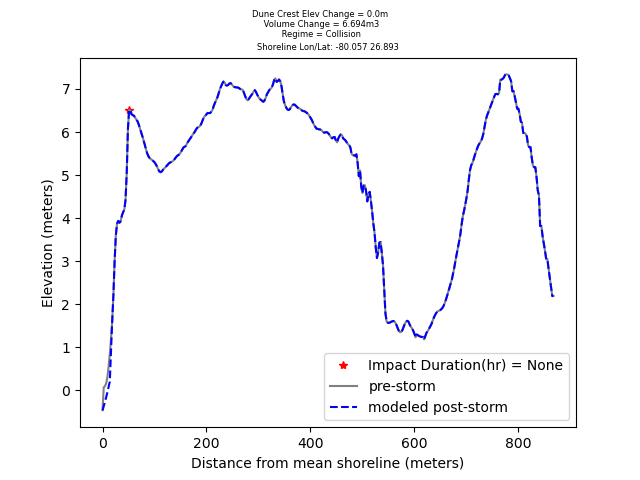 Dune Crest Elev Change = 0.0m
Volume Change = 6.694m3
Regime = Collision
Shoreline Lon/Lat: -80.057 26.893
7
6
5
4
3
2
1
0
Elevation (meters)
Impact Duration(hr) = None
pre-storm
modeled post-storm
0 200 400 600 800
Distance from mean shoreline (meters)